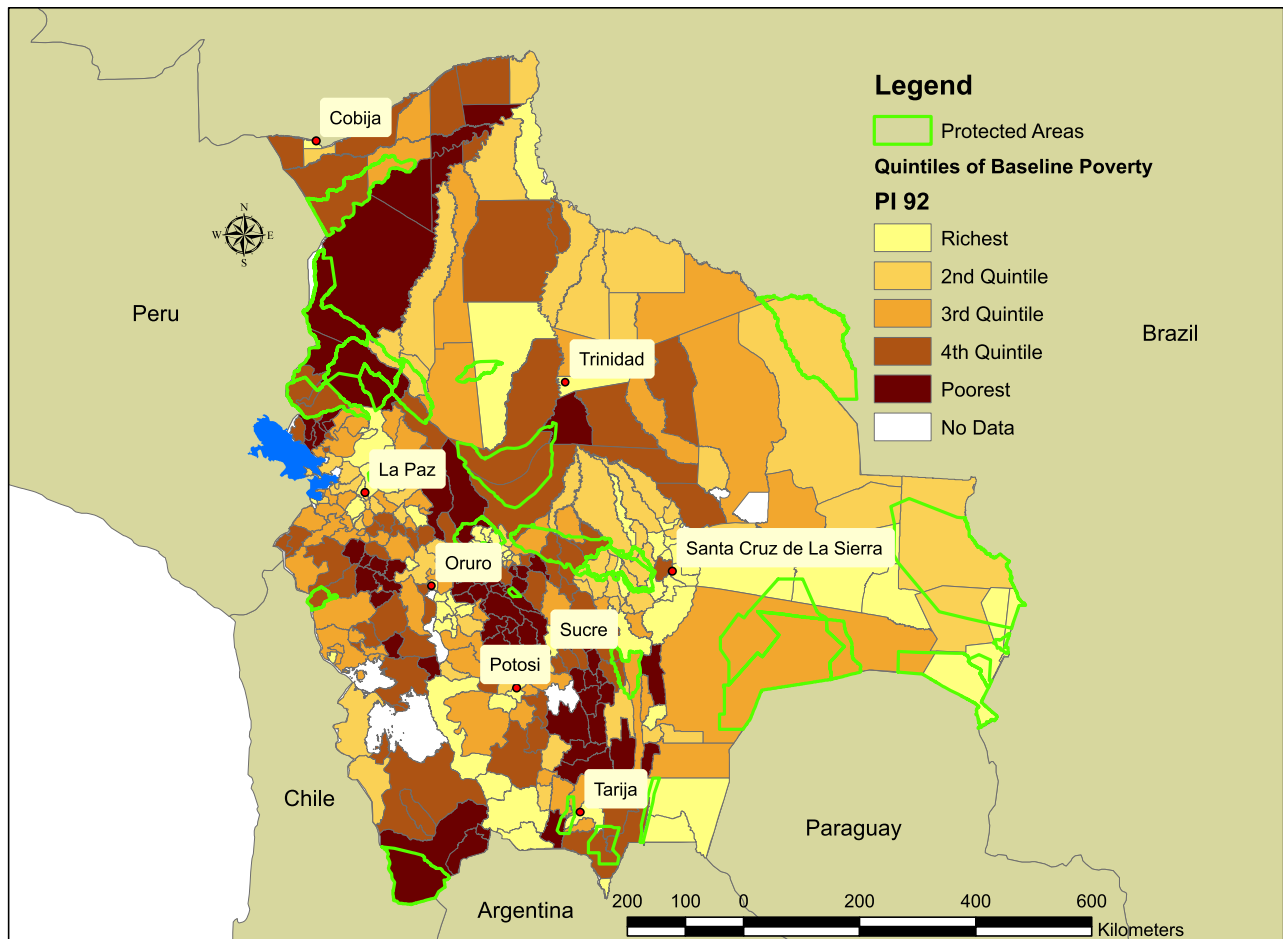 Legend
Protected Areas
Quintiles of Baseline Poverty
PI 92
Richest
2nd Quintile
3rd Quintile
4th Quintile
Poorest
No Data
Cobija
N
W E
S
Peru
Brazil
Trinidad
La Paz
Santa Cruz de La Sierra
Oruro
Sucre
Potosi
Tarija
Chile
Paraguay
Argentina
200 100 0 200 400 600
Kilometers